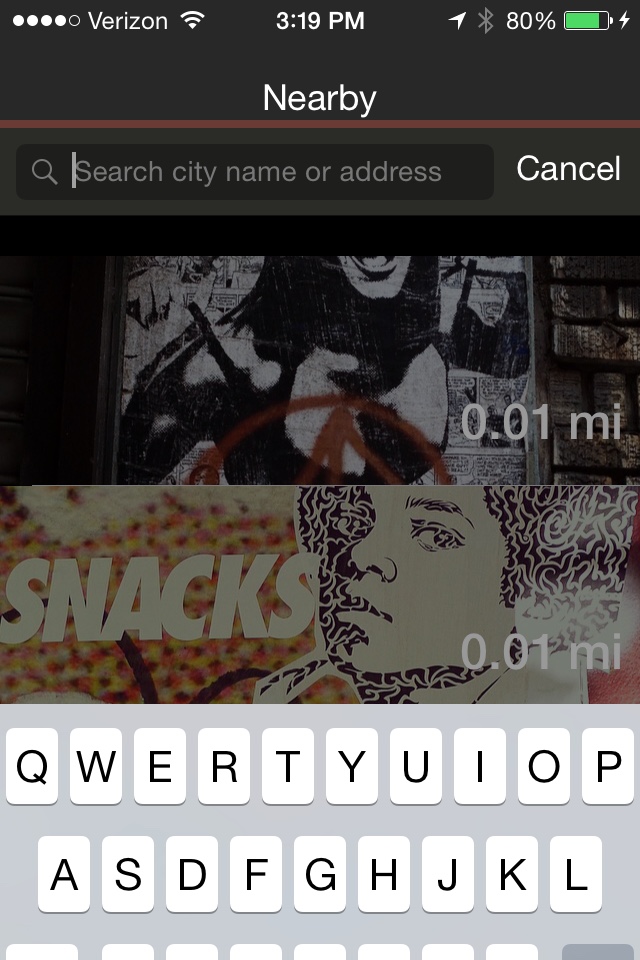 Verizon 3:19 PM 80%
Nearby
Search city name or address Cancel
0.01 mi
SNACKS
0.01 mi
Q W E R T Y U I O P
A S D F G H J K L